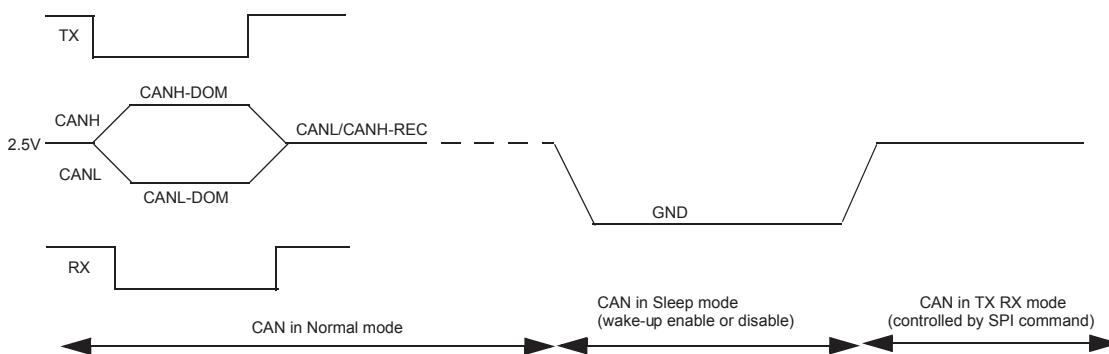 TX
CANH-DOM
CANH
CANL/CANH-REC
2.5V
CANL
CANL-DOM
GND
RX
CAN in Normal mode
CAN in Sleep mode
(wake-up enable or disable)
CAN in TX RX mode
(controlled by SPI command)